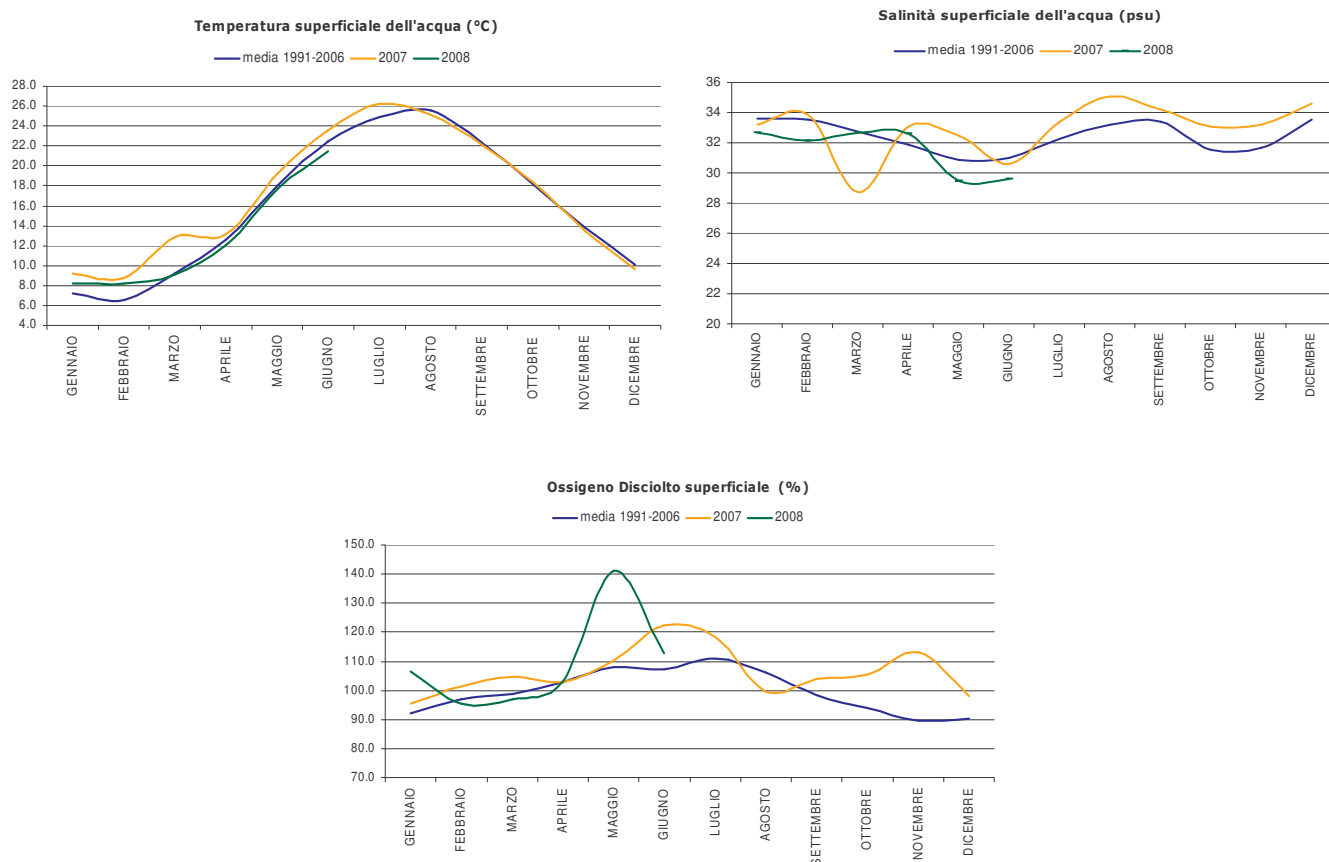 Temperatura superficiale dell'acqua (°C)
media 1991-2006 2007 2008
28.0
26.0
24.0
22.0
20.0
18.0
16.0
14.0
12.0
10.0
8.0
6.0
4.0
GENNAIO
FEBBRAIO
MARZO
APRILE
MAGGIO
GIUGNO
LUGLIO
AGOSTO
SETTEMBRE
OTTOBRE
NOVEMBRE
DICEMBRE
Salinità superficiale dell'acqua (psu)
media 1991-2006 2007 2008
36
34
32
30
28
26
24
22
20
GENNAIO
FEBBRAIO
MARZO
APRILE
MAGGIO
GIUGNO
LUGLIO
AGOSTO
SETTEMBRE
OTTOBRE
NOVEMBRE
DICEMBRE
Ossigeno Disciolto superficiale (%)
media 1991-2006 2007 2008
150.0
140.0
130.0
120.0
110.0
100.0
90.0
80.0
70.0
GENNAIO
FEBBRAIO
MARZO
APRILE
MAGGIO
GIUGNO
LUGLIO
AGOSTO
SETTEMBRE
OTTOBRE
NOVEMBRE
DICEMBRE